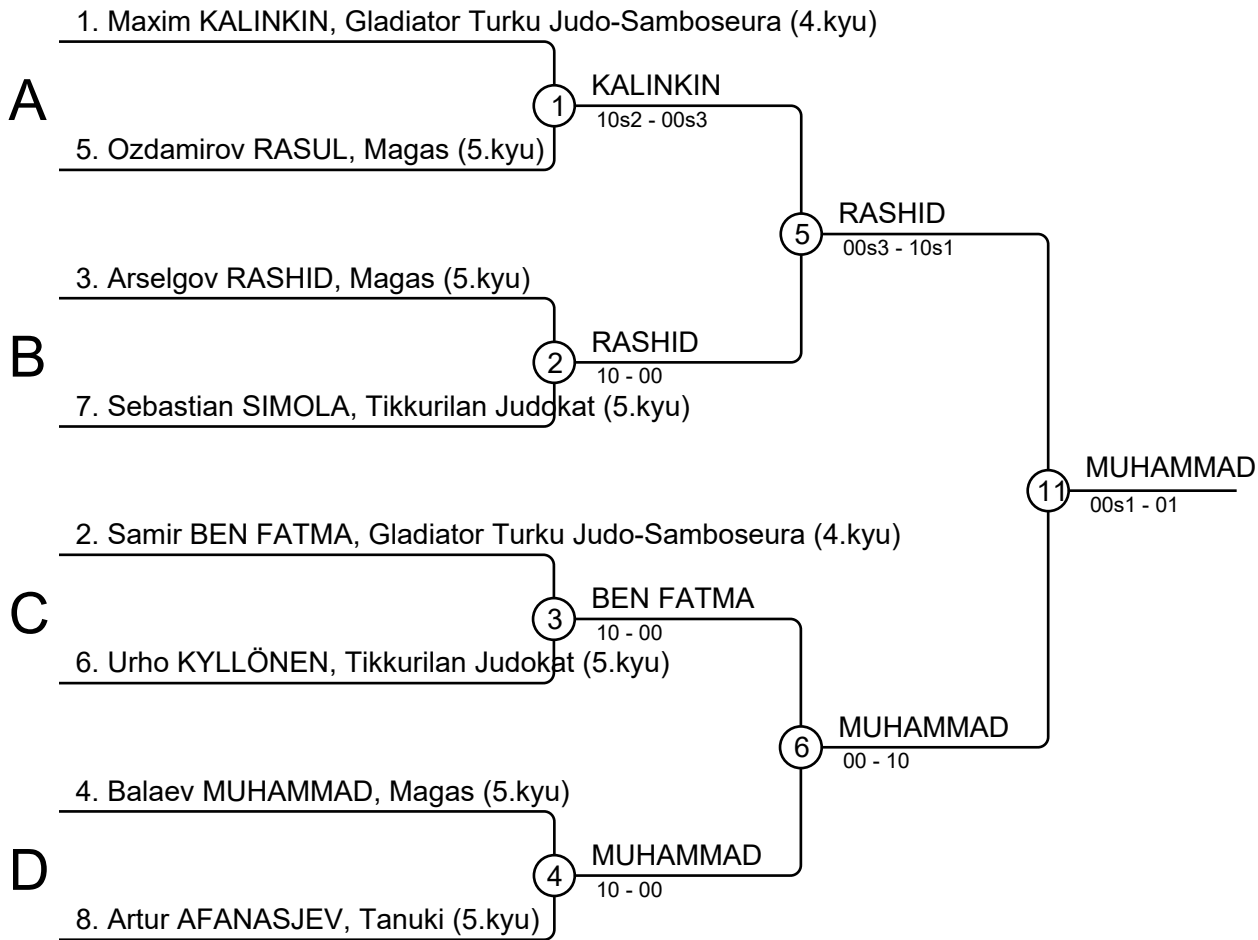 1. Maxim KALINKIN, Gladiator Turku Judo-Samboseura (4.kyu)
A
1
KALINKIN
10s2 - 00s3
5. Ozdamirov RASUL, Magas (5.kyu)
5
RASHID
00s3 - 10s1
3. Arselgov RASHID, Magas (5.kyu)
B
2
RASHID
10 - 00
7. Sebastian SIMOLA, Tikkurilan Judokat (5.kyu)
11
MUHAMMAD
00s1 - 01
2. Samir BEN FATMA, Gladiator Turku Judo-Samboseura (4.kyu)
C
3
BEN FATMA
10 - 00
6. Urho KYLLÖNEN, Tikkurilan Judokat (5.kyu)
6
MUHAMMAD
00 - 10
4. Balaev MUHAMMAD, Magas (5.kyu)
D
4
MUHAMMAD
10 - 00
8. Artur AFANASJEV, Tanuki (5.kyu)